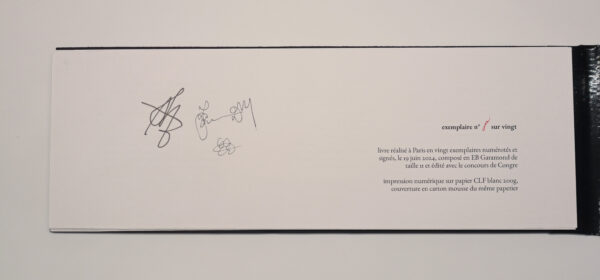 exemplaire n° sur vingt
livre réalisé à Paris en vingt exemplaires numérotés et
signés, le 19 juin 2024, composé en EB Garamond de
taille 11 et édité avec le concours de Congre
impression numérique sur papier CLF blanc 200g,
couverture en carton mousse du même papetier